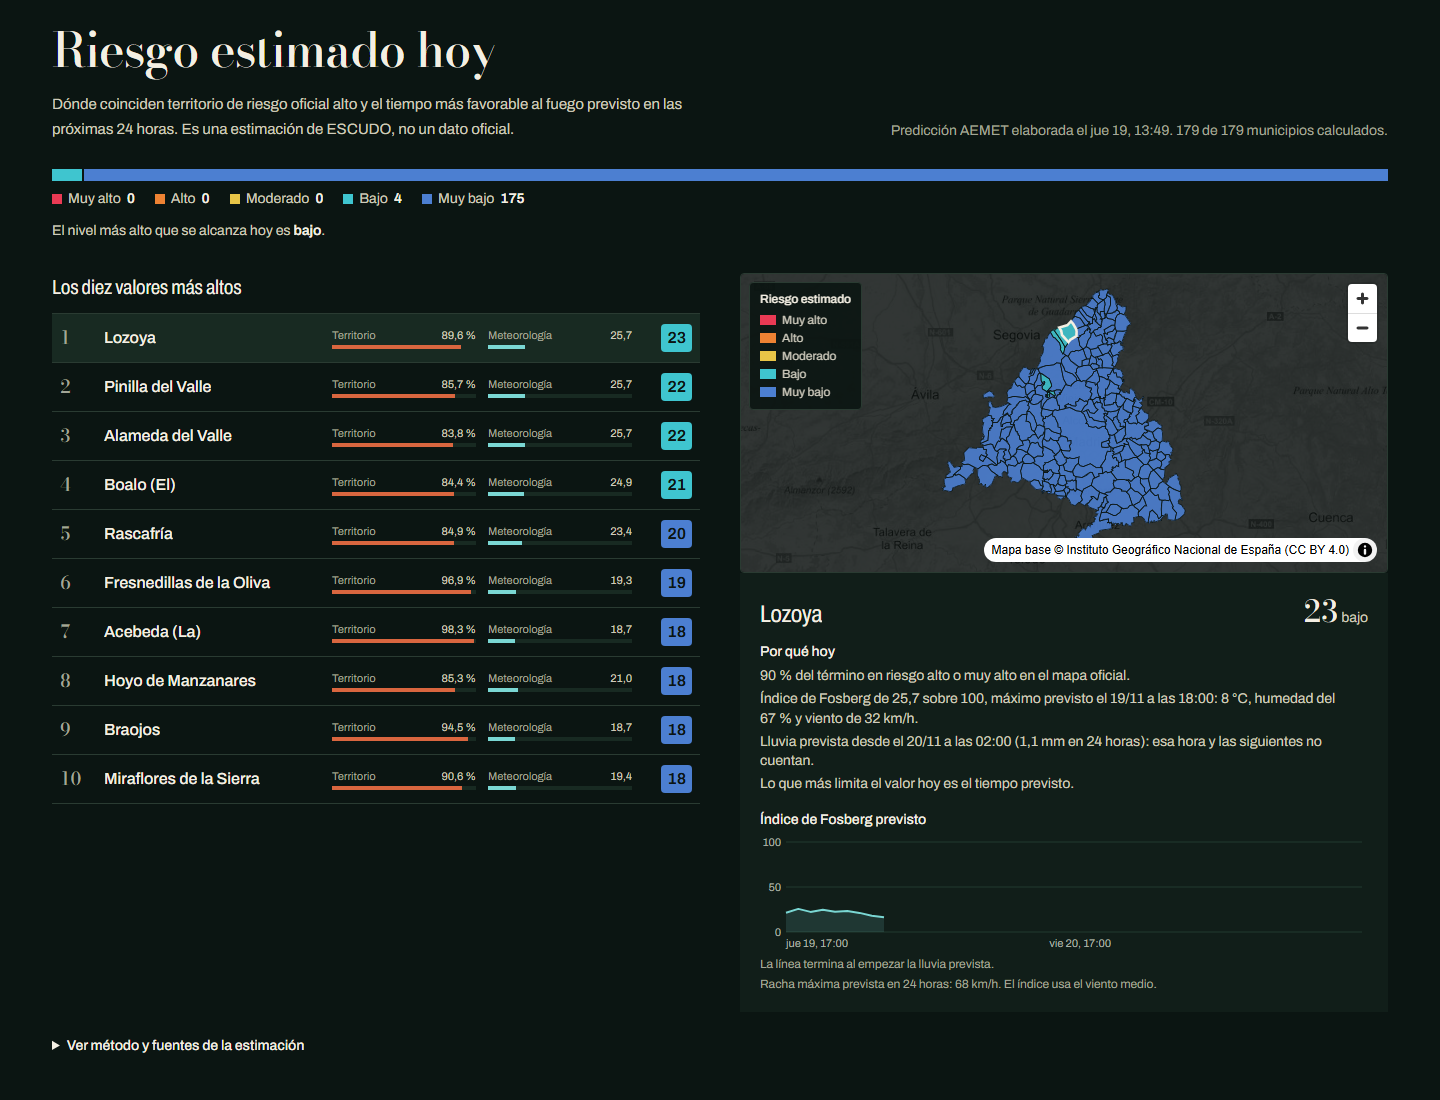 Riesgo estimado hoy
Dónde coinciden territorio de riesgo oficial alto y el tiempo más favorable al fuego previsto en las
próximas 24 horas. Es una estimación de ESCUDO, no un dato oficial.
Predicción AEMET elaborada el jue 19, 13:49. 179 de 179 municipios calculados.
Muy alto 0 Alto 0 Moderado 0 Bajo 4 Muy bajo 175
El nivel más alto que se alcanza hoy es bajo.
Los diez valores más altos
1 Lozoya Territorio 89,6 % Meteorología 25,7 23
2 Pinilla del Valle Territorio 85,7 % Meteorología 25,7 22
3 Alameda del Valle Territorio 83,8 % Meteorología 25,7 22
4 Boalo (El) Territorio 84,4 % Meteorología 24,9 21
5 Rascafría Territorio 84,9 % Meteorología 23,4 20
6 Fresnedillas de la Oliva Territorio 96,9 % Meteorología 19,3 19
7 Acebeda (La) Territorio 98,3 % Meteorología 18,7 18
8 Hoyo de Manzanares Territorio 85,3 % Meteorología 21,0 18
9 Braojos Territorio 94,5 % Meteorología 18,7 18
10 Miraflores de la Sierra Territorio 90,6 % Meteorología 19,4 18
Riesgo estimado
Muy alto
Alto
Moderado
Bajo
Muy bajo
+
−
Parque Natural
de
Segovia
A-2
Ávila
CM-10
Parque Natural Alto
N-320A
Almanzor (2592)
Talavera de
la Reina
N-400
Cuenca
Mapa base © Instituto Geográfico Nacional de España (CC BY 4.0)
Lozoya
23 bajo
Por qué hoy
90 % del término en riesgo alto o muy alto en el mapa oficial.
Índice de Fosberg de 25,7 sobre 100, máximo previsto el 19/11 a las 18:00: 8 °C, humedad del
67 % y viento de 32 km/h.
Lluvia prevista desde el 20/11 a las 02:00 (1,1 mm en 24 horas): esa hora y las siguientes no
cuentan.
Lo que más limita el valor hoy es el tiempo previsto.
Índice de Fosberg previsto
100
50
0
jue 19, 17:00 vie 20, 17:00
La línea termina al empezar la lluvia prevista.
Racha máxima prevista en 24 horas: 68 km/h. El índice usa el viento medio.
Ver método y fuentes de la estimación